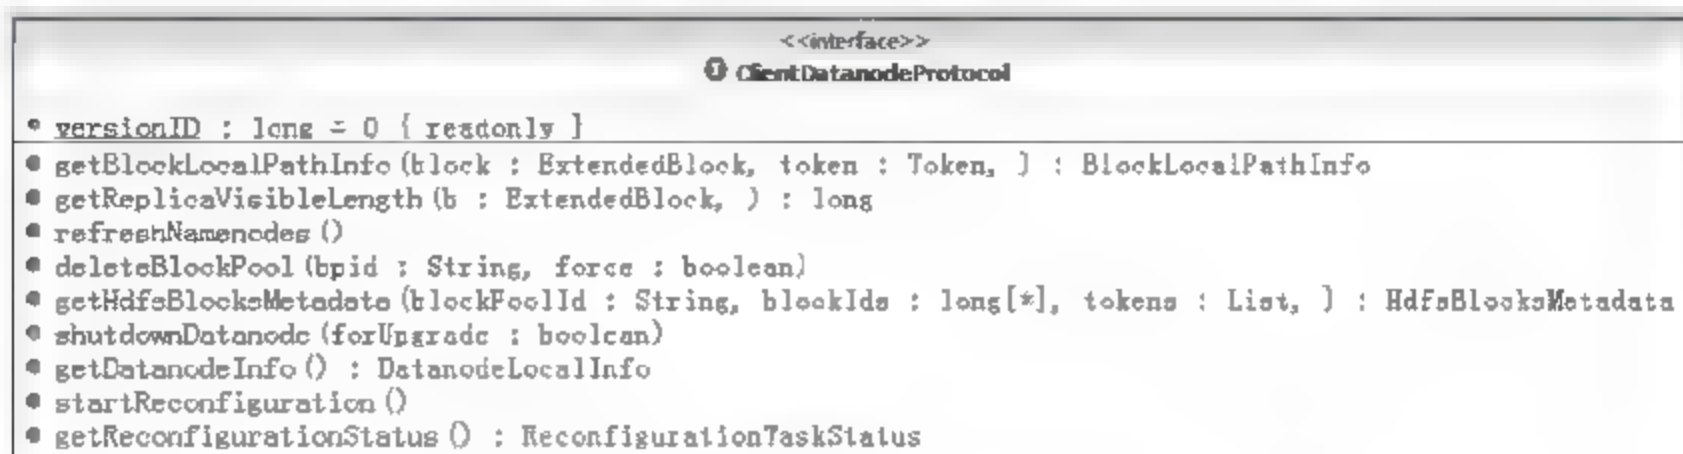 <<interface>>
ClientDatanodeProtocol
versionID : long = 0 { readonly }
getBlockLocalPathInfo(block : ExtendedBlock, token : Token, ) : BlockLocalPathInfo
getReplicaVisibleLength(b : ExtendedBlock, ) : long
refreshNamenodes()
deleteBlockPool(bpid : String, force : boolean)
getHdfsBlocksMetadata(blockPoolId : String, blockIds : long[*], tokens : List, ) : HdfsBlocksMetadata
shutdownDatanode(forUpgrade : boolean)
getDatanodeInfo() : DatanodeLocalInfo
startReconfiguration()
getReconfigurationStatus() : ReconfigurationTaskStatus